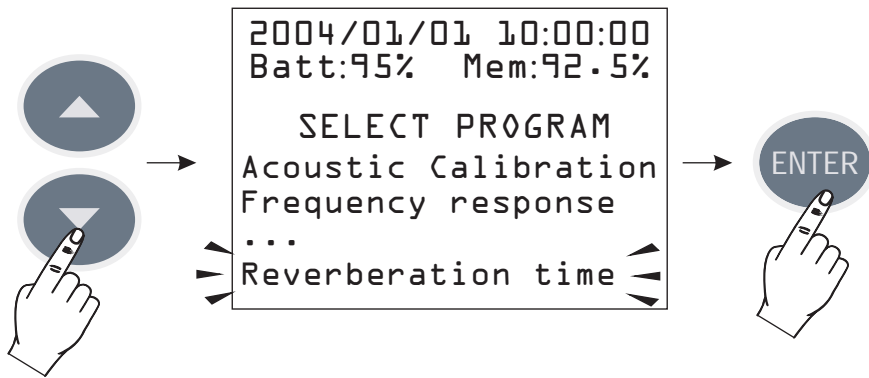 2004/01/01 10:00:00
Batt:95% Mem:92.5%
SELECT PROGRAM
Acoustic Calibration
Frequency response
...
Reverberation time
ENTER